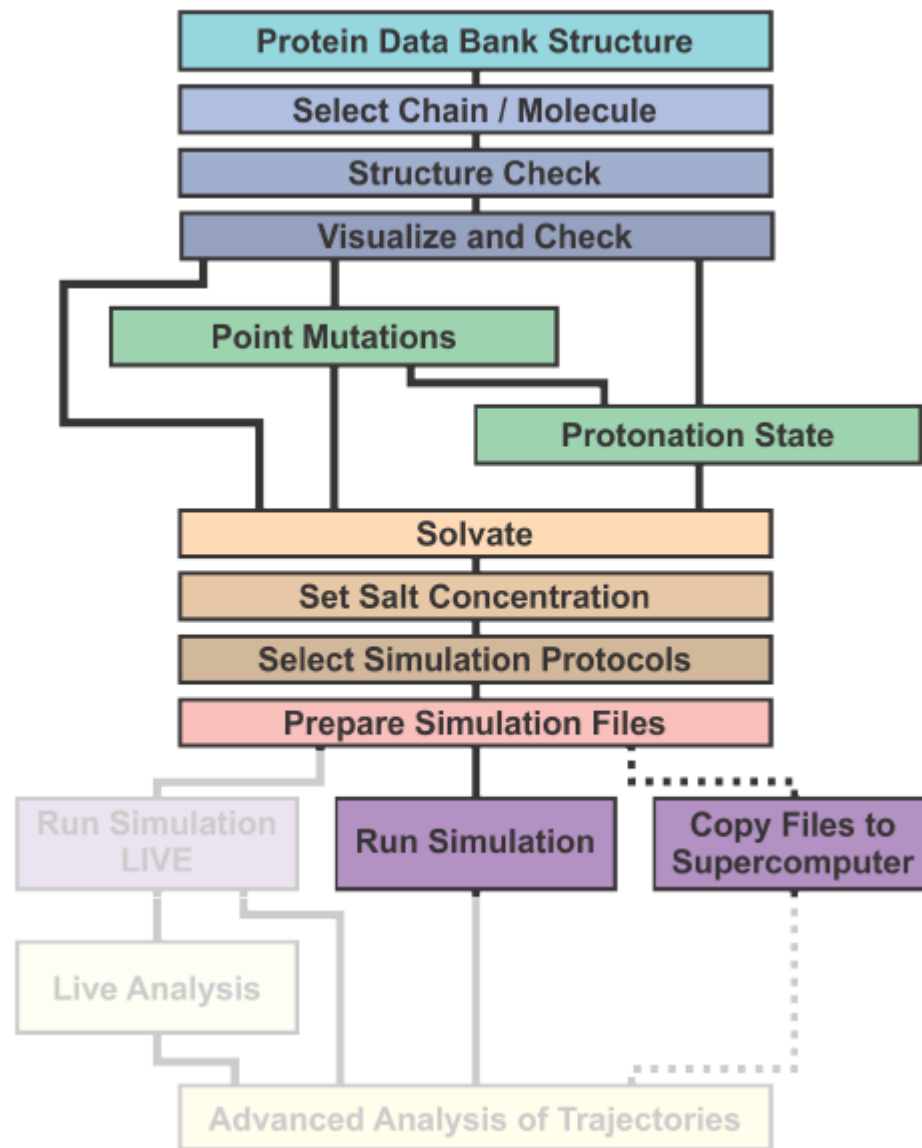 Protein Data Bank Structure
Select Chain / Molecule
Structure Check
Visualize and Check
Point Mutations
Protonation State
Solvate
Set Salt Concentration
Select Simulation Protocols
Prepare Simulation Files
Run Simulation
LIVE
Run Simulation
Copy Files to
Supercomputer
Live Analysis
Advanced Analysis of Trajectories